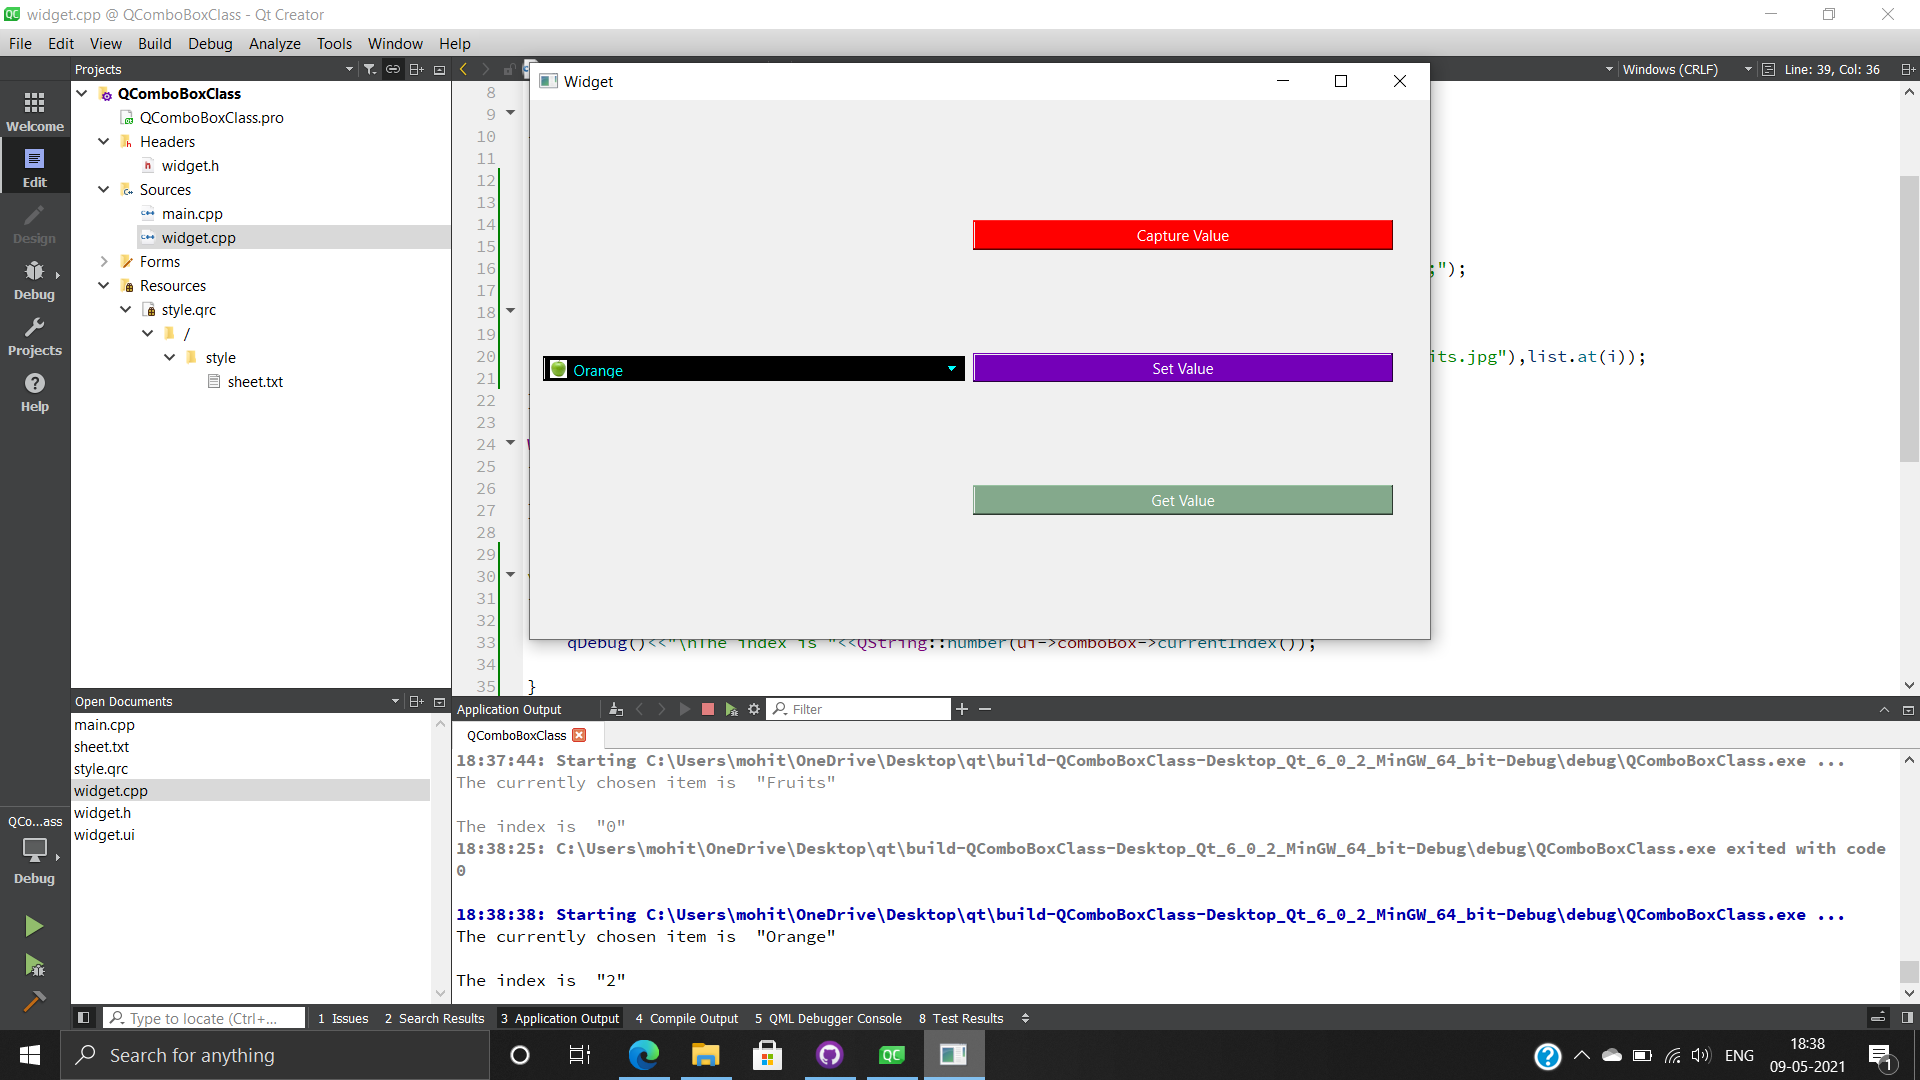 widget.cpp @ QComboBoxClass - Qt Creator
File Edit View Build Debug Analyze Tools Window Help
Projects
Windows (CRLF) Line: 39, Col: 36
Welcome
Edit
Design
Debug
Projects
Help
QComboBoxClass
QComboBoxClass.pro
Headers
widget.h
Sources
main.cpp
widget.cpp
Forms
Resources
style.qrc
/
style
sheet.txt
8
9
10
11
12
13
14
15
16 ;");
17
18
19
20 its.jpg"),list.at(i));
21
22
23
24
25
26
27
28
29
30
31
32
33 qDebug()<<"\nThe index is "<<QString::number(ui->comboBox->currentIndex());
34
35 }
Widget
Capture Value
Orange
Set Value
Get Value
Open Documents
main.cpp
sheet.txt
style.qrc
widget.cpp
widget.h
widget.ui
QCo...ass
Debug
Application Output
Filter
QComboBoxClass
18:37:44: Starting C:\Users\mohit\OneDrive\Desktop\qt\build-QComboBoxClass-Desktop_Qt_6_0_2_MinGW_64_bit-Debug\debug\QComboBoxClass.exe ...
The currently chosen item is  "Fruits"
The index is  "0"
18:38:25: C:\Users\mohit\OneDrive\Desktop\qt\build-QComboBoxClass-Desktop_Qt_6_0_2_MinGW_64_bit-Debug\debug\QComboBoxClass.exe exited with code
0
18:38:38: Starting C:\Users\mohit\OneDrive\Desktop\qt\build-QComboBoxClass-Desktop_Qt_6_0_2_MinGW_64_bit-Debug\debug\QComboBoxClass.exe ...
The currently chosen item is  "Orange"
The index is  "2"
Type to locate (Ctrl+...
1 Issues 2 Search Results 3 Application Output 4 Compile Output 5 QML Debugger Console 8 Test Results
Search for anything
ENG
18:38
09-05-2021
1